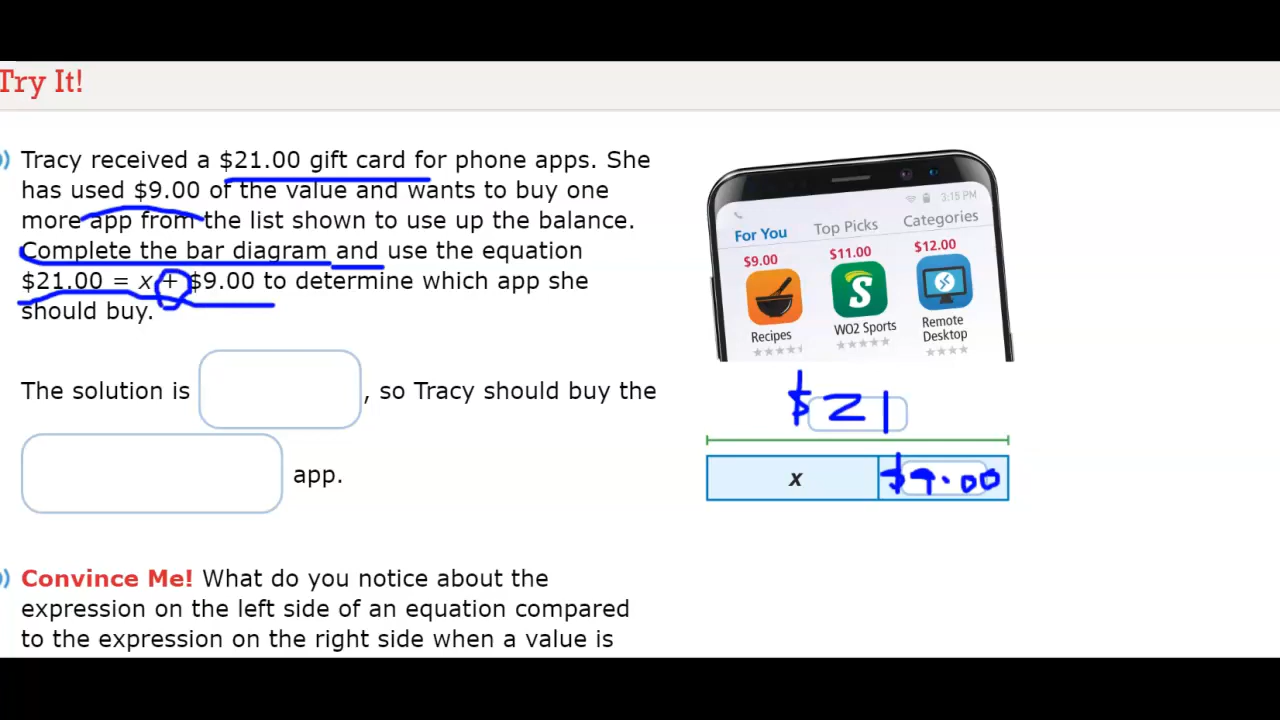 Try It!
Tracy received a $21.00 gift card for phone apps. She
has used $9.00 of the value and wants to buy one
more app from the list shown to use up the balance.
Complete the bar diagram and use the equation
$21.00 = x + $9.00 to determine which app she
should buy.
The solution is , so Tracy should buy the
app.
3:15 PM
For You Top Picks Categories
$9.00 $11.00 $12.00
S
Recipes WO2 Sports Remote
Desktop
$21
x $9.00
Convince Me! What do you notice about the
expression on the left side of an equation compared
to the expression on the right side when a value is